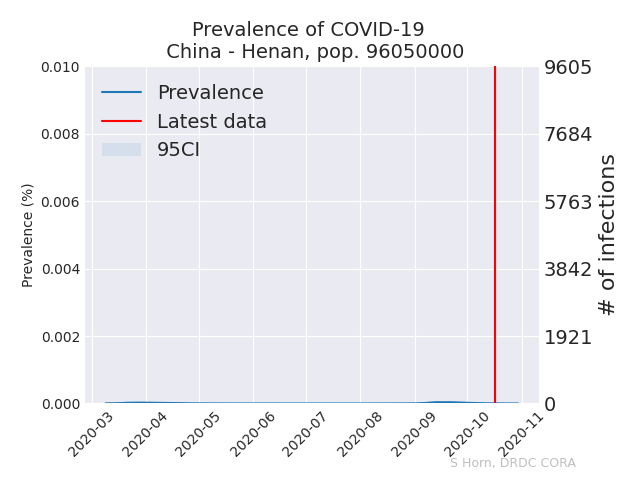 Prevalence of COVID-19
China - Henan, pop. 96050000
Prevalence
Latest data
95CI
Prevalence (%)
0.010
0.008
0.006
0.004
0.002
0.000
9605
7684
5763
3842
1921
0
# of infections
2020-03
2020-04
2020-05
2020-06
2020-07
2020-08
2020-09
2020-10
2020-11
S Horn, DRDC CORA